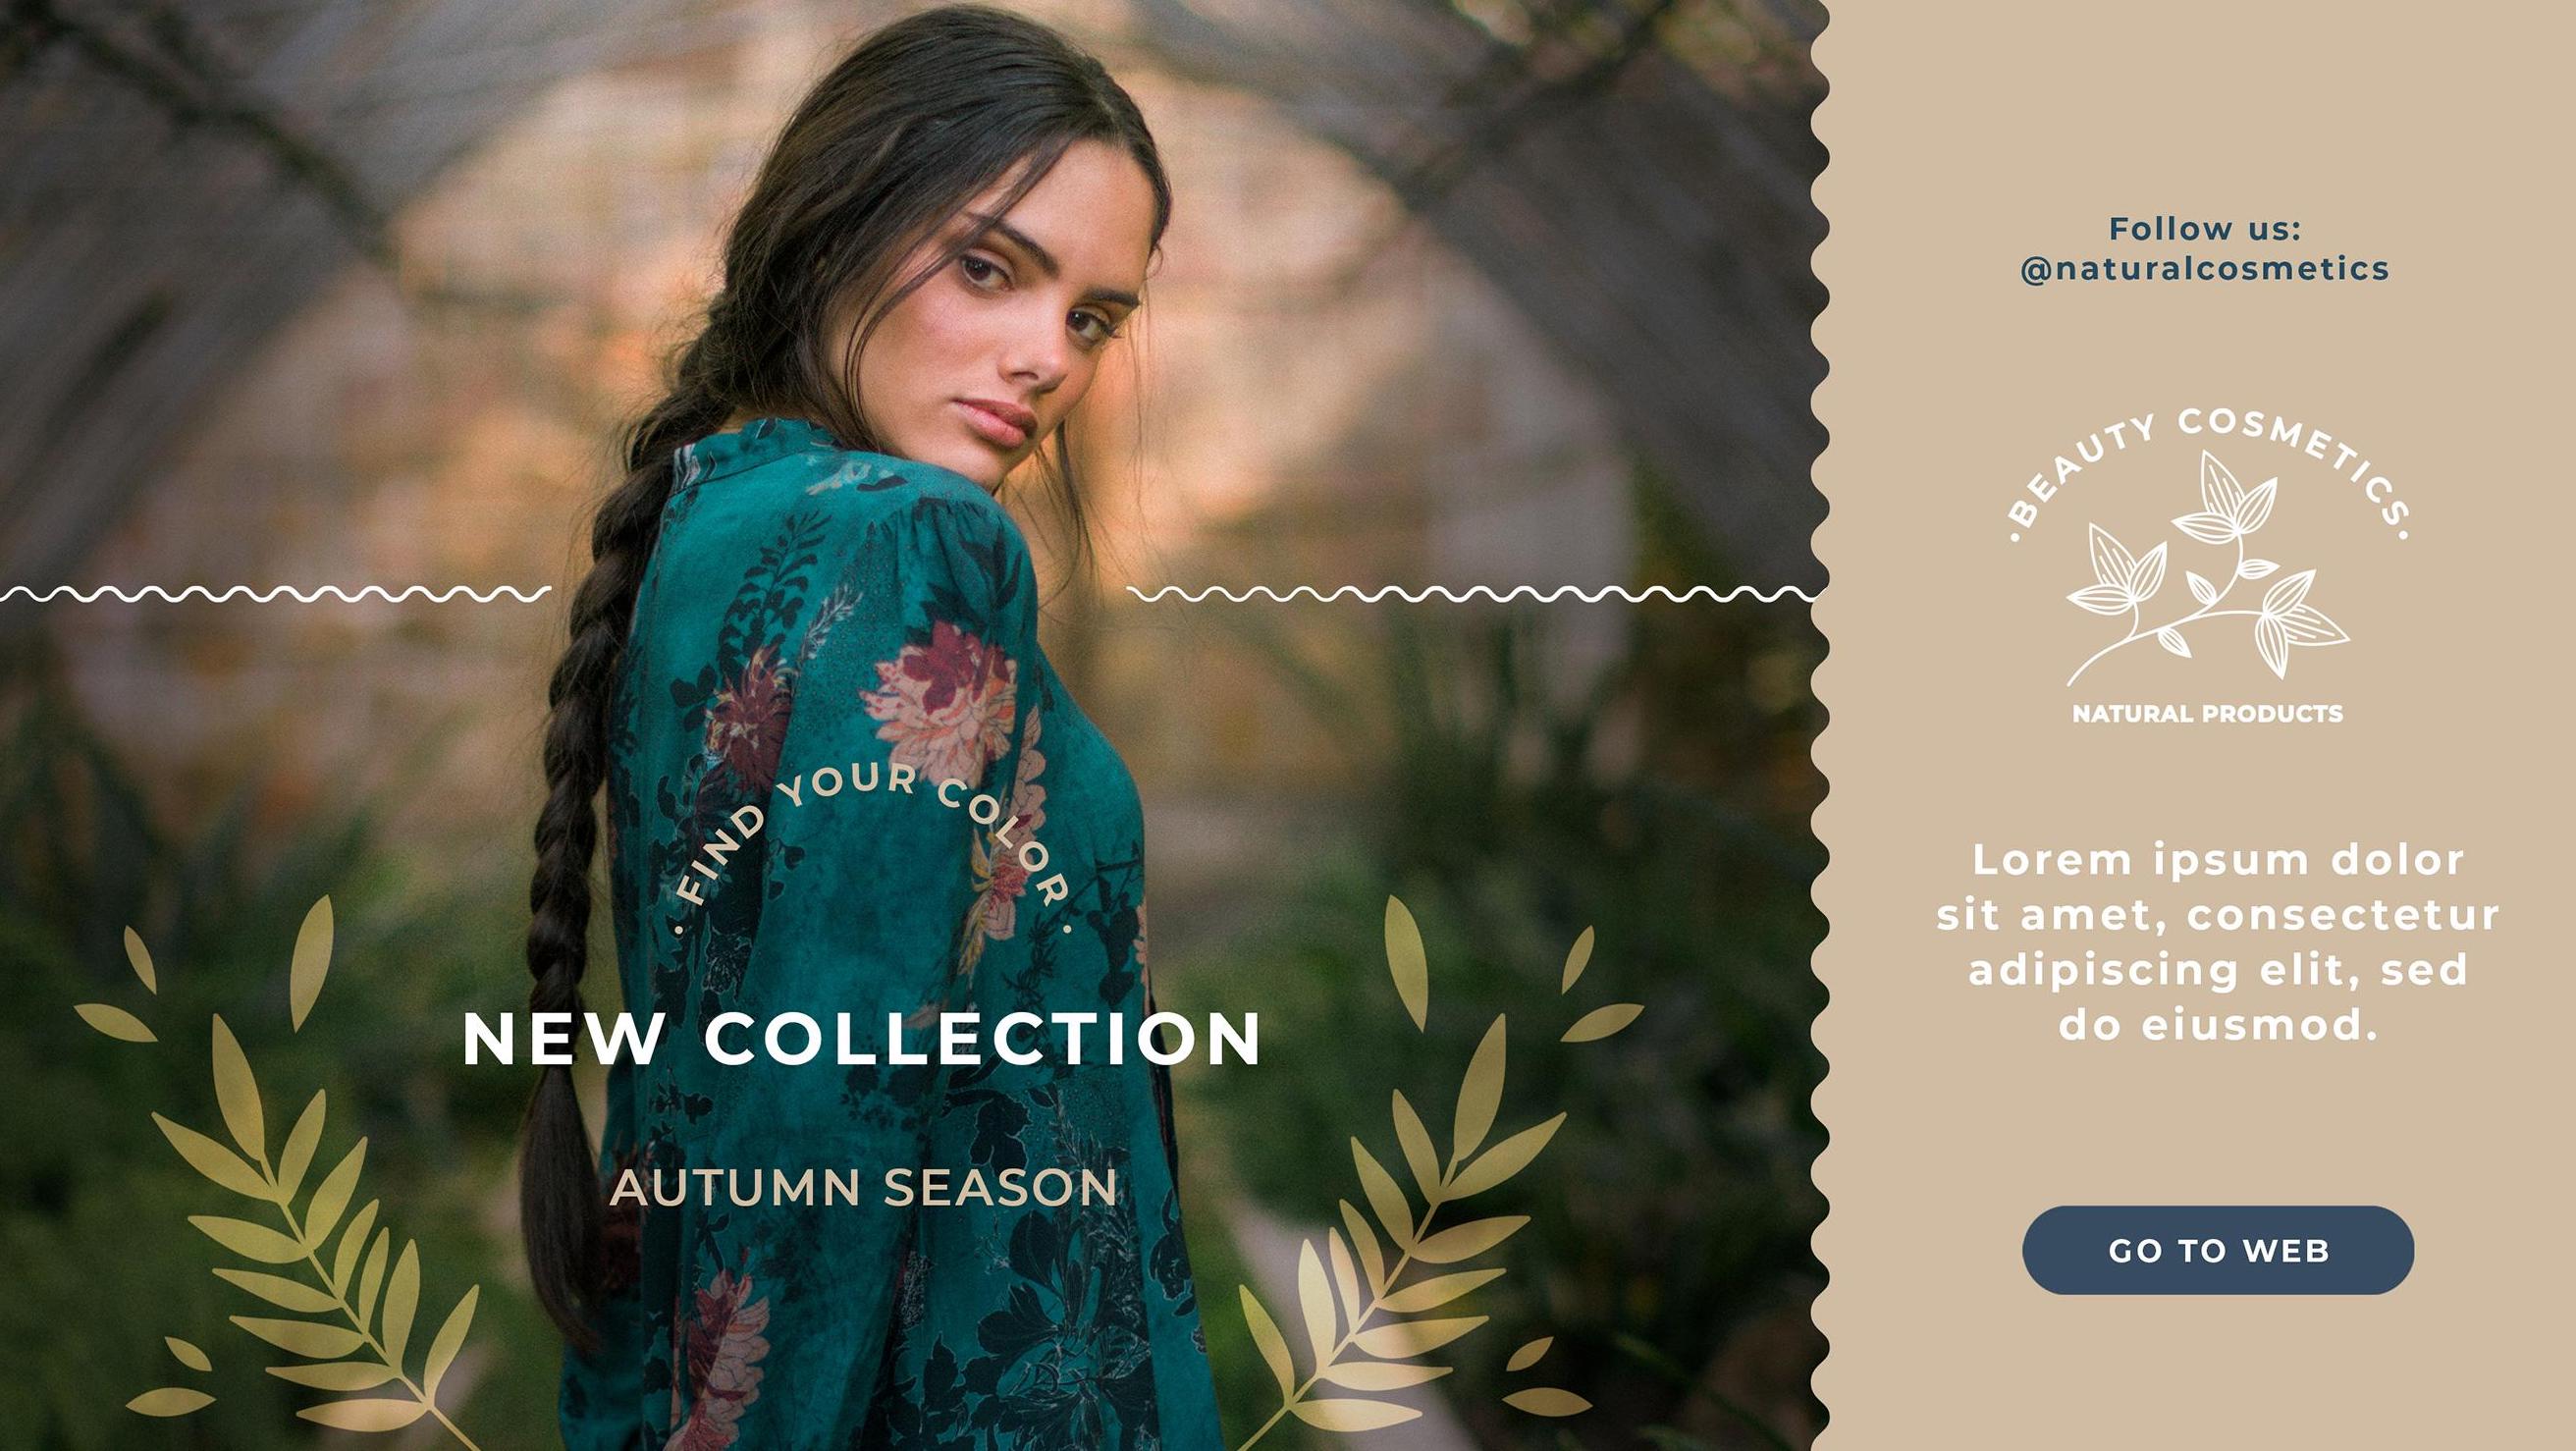 FIND YOUR COLOR
NEW COLLECTION
AUTUMN SEASON
Follow us:
@naturalcosmetics
BEAUTY COSMETICS
NATURAL PRODUCTS
Lorem ipsum dolor
sit amet, consectetur
adipiscing elit, sed
do eiusmod.
GO TO WEB